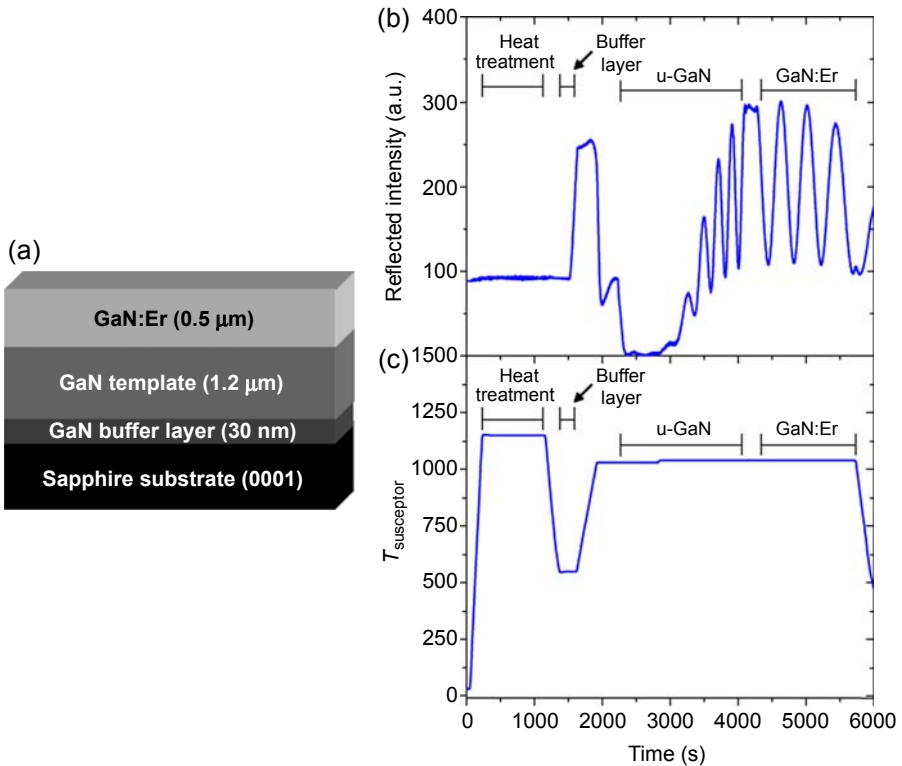 (a)
GaN:Er (0.5 μm)
GaN template (1.2 μm)
GaN buffer layer (30 nm)
Sapphire substrate (0001)
(b)
400
300
200
100
Reflected intensity (a.u.)
Heat
treatment
Buffer
layer
u-GaN
GaN:Er
(c)
1500
1250
1000
750
500
250
0
Tsusceptor
Heat
treatment
Buffer
layer
u-GaN
GaN:Er
0 1000 2000 3000 4000 5000 6000
Time (s)